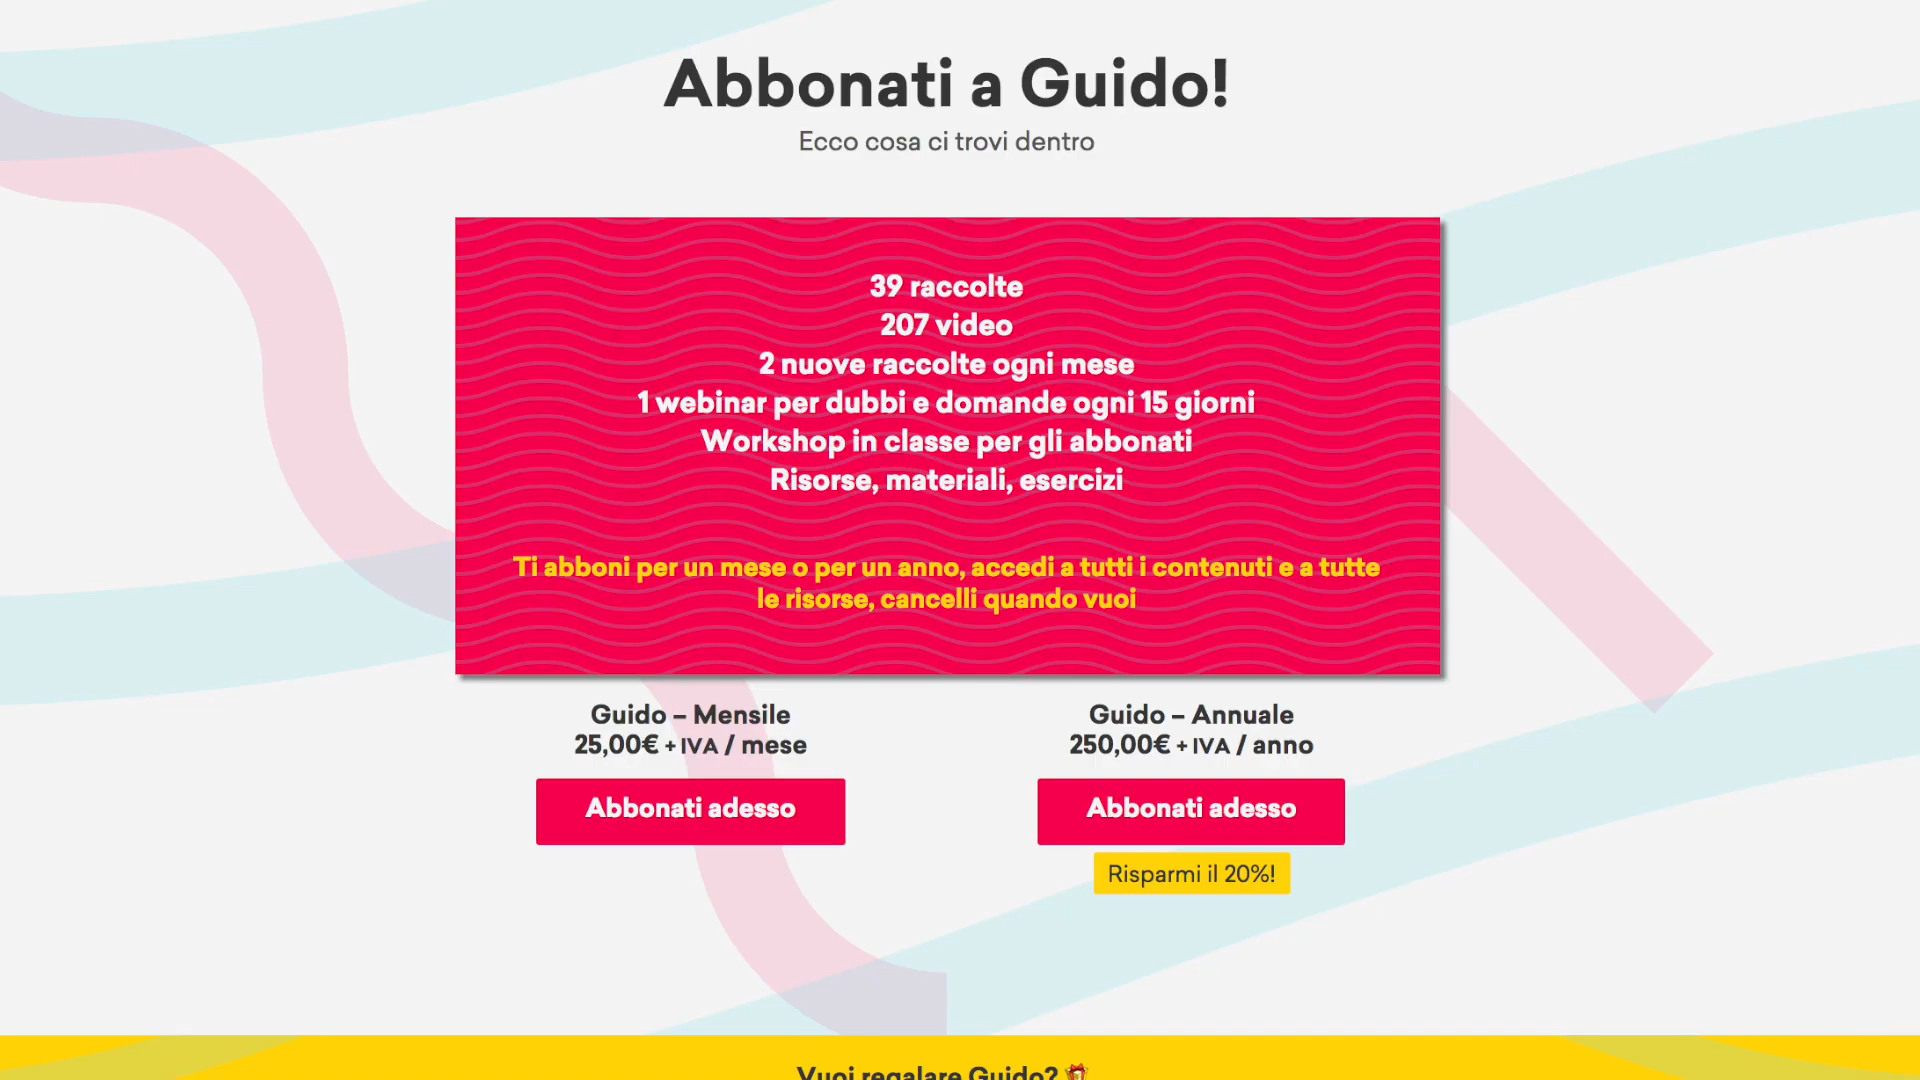 Abbonati a Guido!
Ecco cosa ci trovi dentro
39 raccolte
207 video
2 nuove raccolte ogni mese
1 webinar per dubbi e domande ogni 15 giorni
Workshop in classe per gli abbonati
Risorse, materiali, esercizi
Ti abboni per un mese o per un anno, accedi a tutti i contenuti e a tutte
le risorse, cancelli quando vuoi
Guido – Mensile
25,00€ + IVA / mese
Abbonati adesso
Guido – Annuale
250,00€ + IVA / anno
Abbonati adesso
Risparmi il 20%!
Vuoi regalare Guido? 🎁